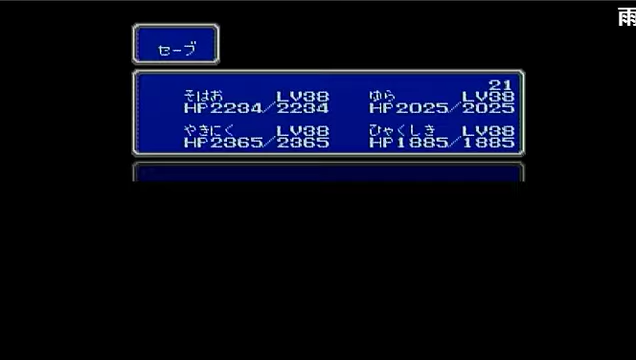 雨
セーブ
21
そはお LV38 ゆら LV38
HP2234/2234 HP2025/2025
やきにく LV38 ひゃくしき LV38
HP2365/2365 HP1885/1885